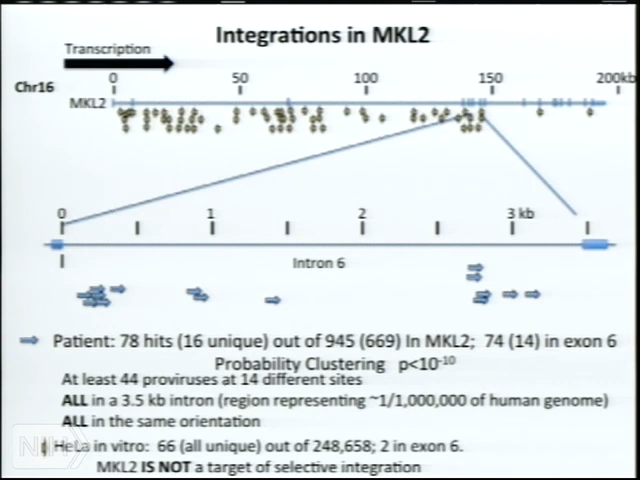 Integrations in MKL2
Transcription
Chr16
0 50 100 150 200kb
MKL2
0 1 2 3 kb
Intron 6
Patient: 78 hits (16 unique) out of 945 (669) In MKL2; 74 (14) in exon 6
Probability Clustering p<10-10
At least 44 proviruses at 14 different sites
ALL in a 3.5 kb intron (region representing ~1/1,000,000 of human genome)
ALL in the same orientation
HeLa in vitro: 66 (all unique) out of 248,658; 2 in exon 6.
MKL2 IS NOT a target of selective integration
NIH